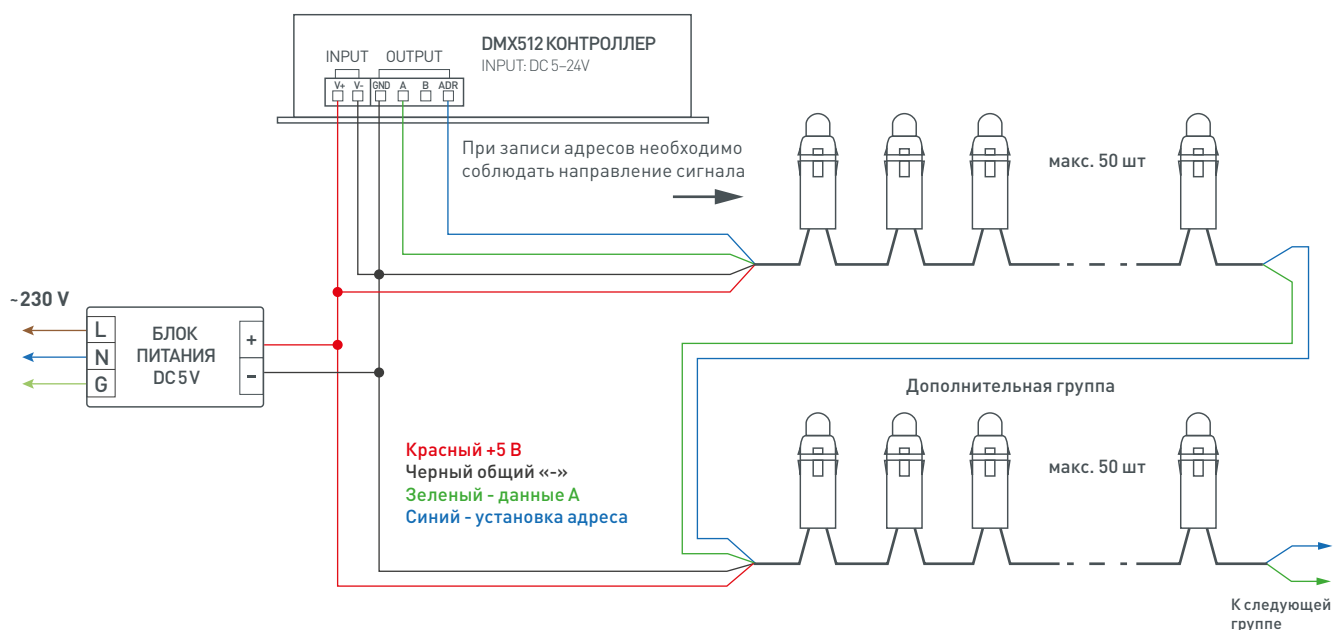 DMX512 КОНТРОЛЛЕР
INPUT: DC 5–24V
INPUT OUTPUT
V+ V- GND A B ADR
При записи адресов необходимо
соблюдать направление сигнала
макс. 50 шт
~230 V
L
N
G
БЛОК
ПИТАНИЯ
DC 5 V
+
−
Дополнительная группа
Красный +5 В
Черный общий «-»
Зеленый - данные А
Синий - установка адреса
макс. 50 шт
К следующей
группе